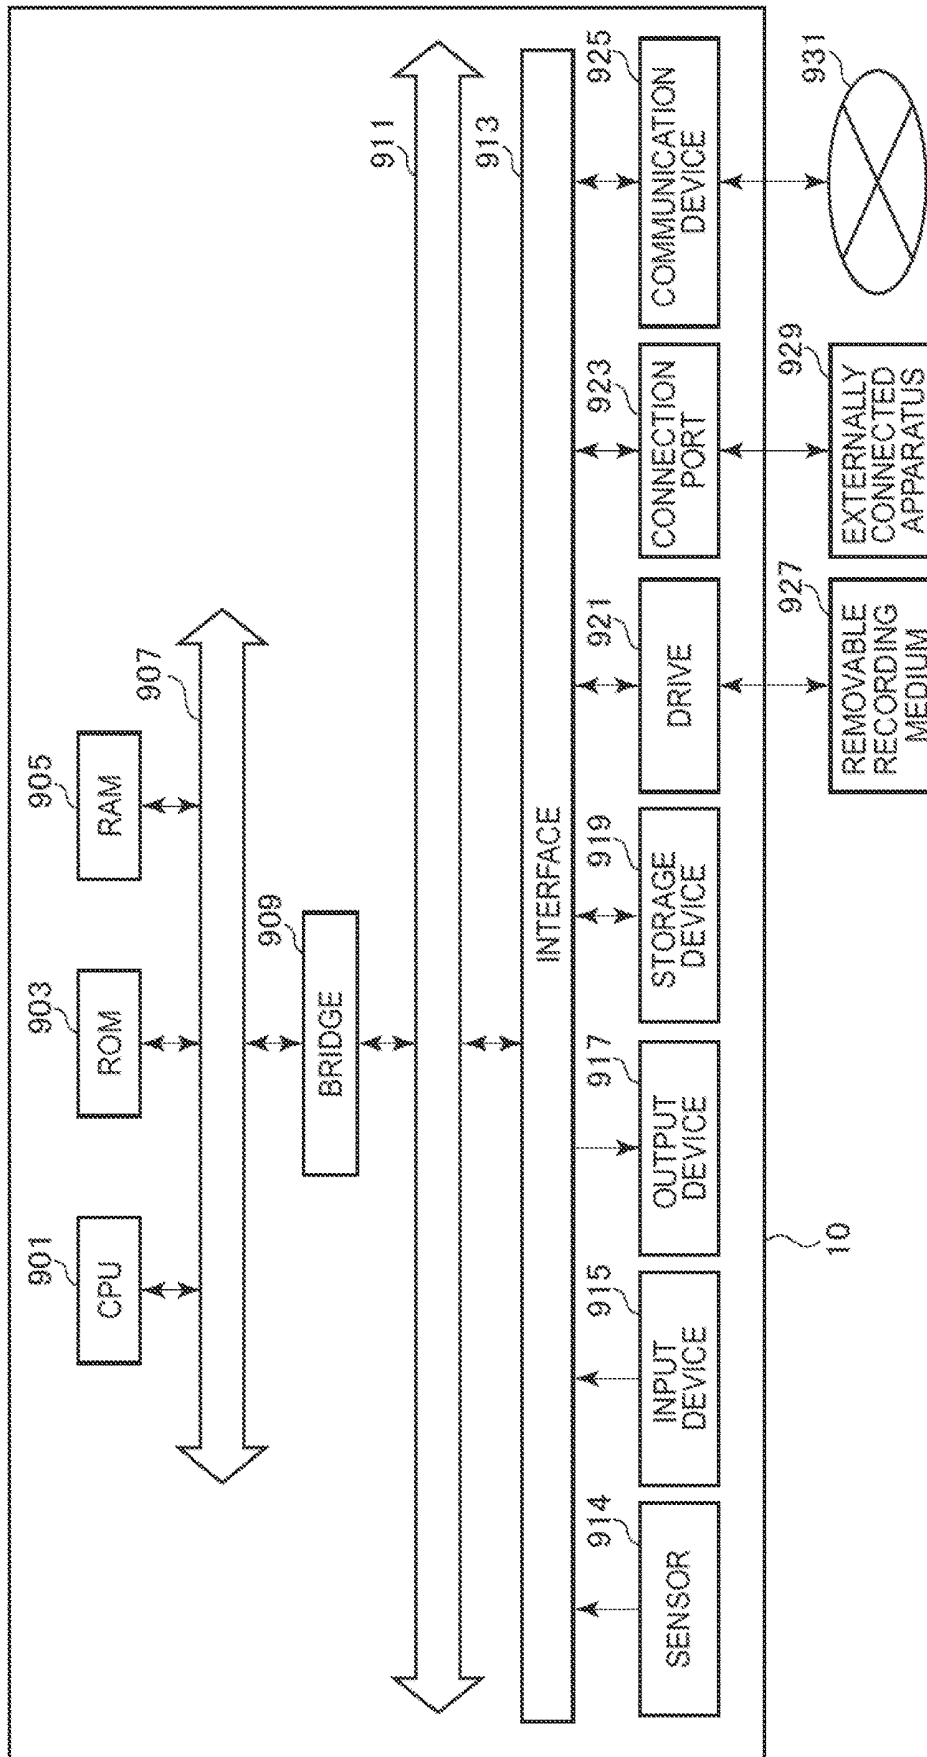 901
CPU
903
ROM
905
RAM
907
909
BRIDGE
911
913
INTERFACE
914
SENSOR
915
INPUT
DEVICE
917
OUTPUT
DEVICE
919
STORAGE
DEVICE
921
DRIVE
923
CONNECTION
PORT
925
COMMUNICATION
DEVICE
10
927
REMOVABLE
RECORDING
MEDIUM
929
EXTERNALLY
CONNECTED
APPARATUS
931